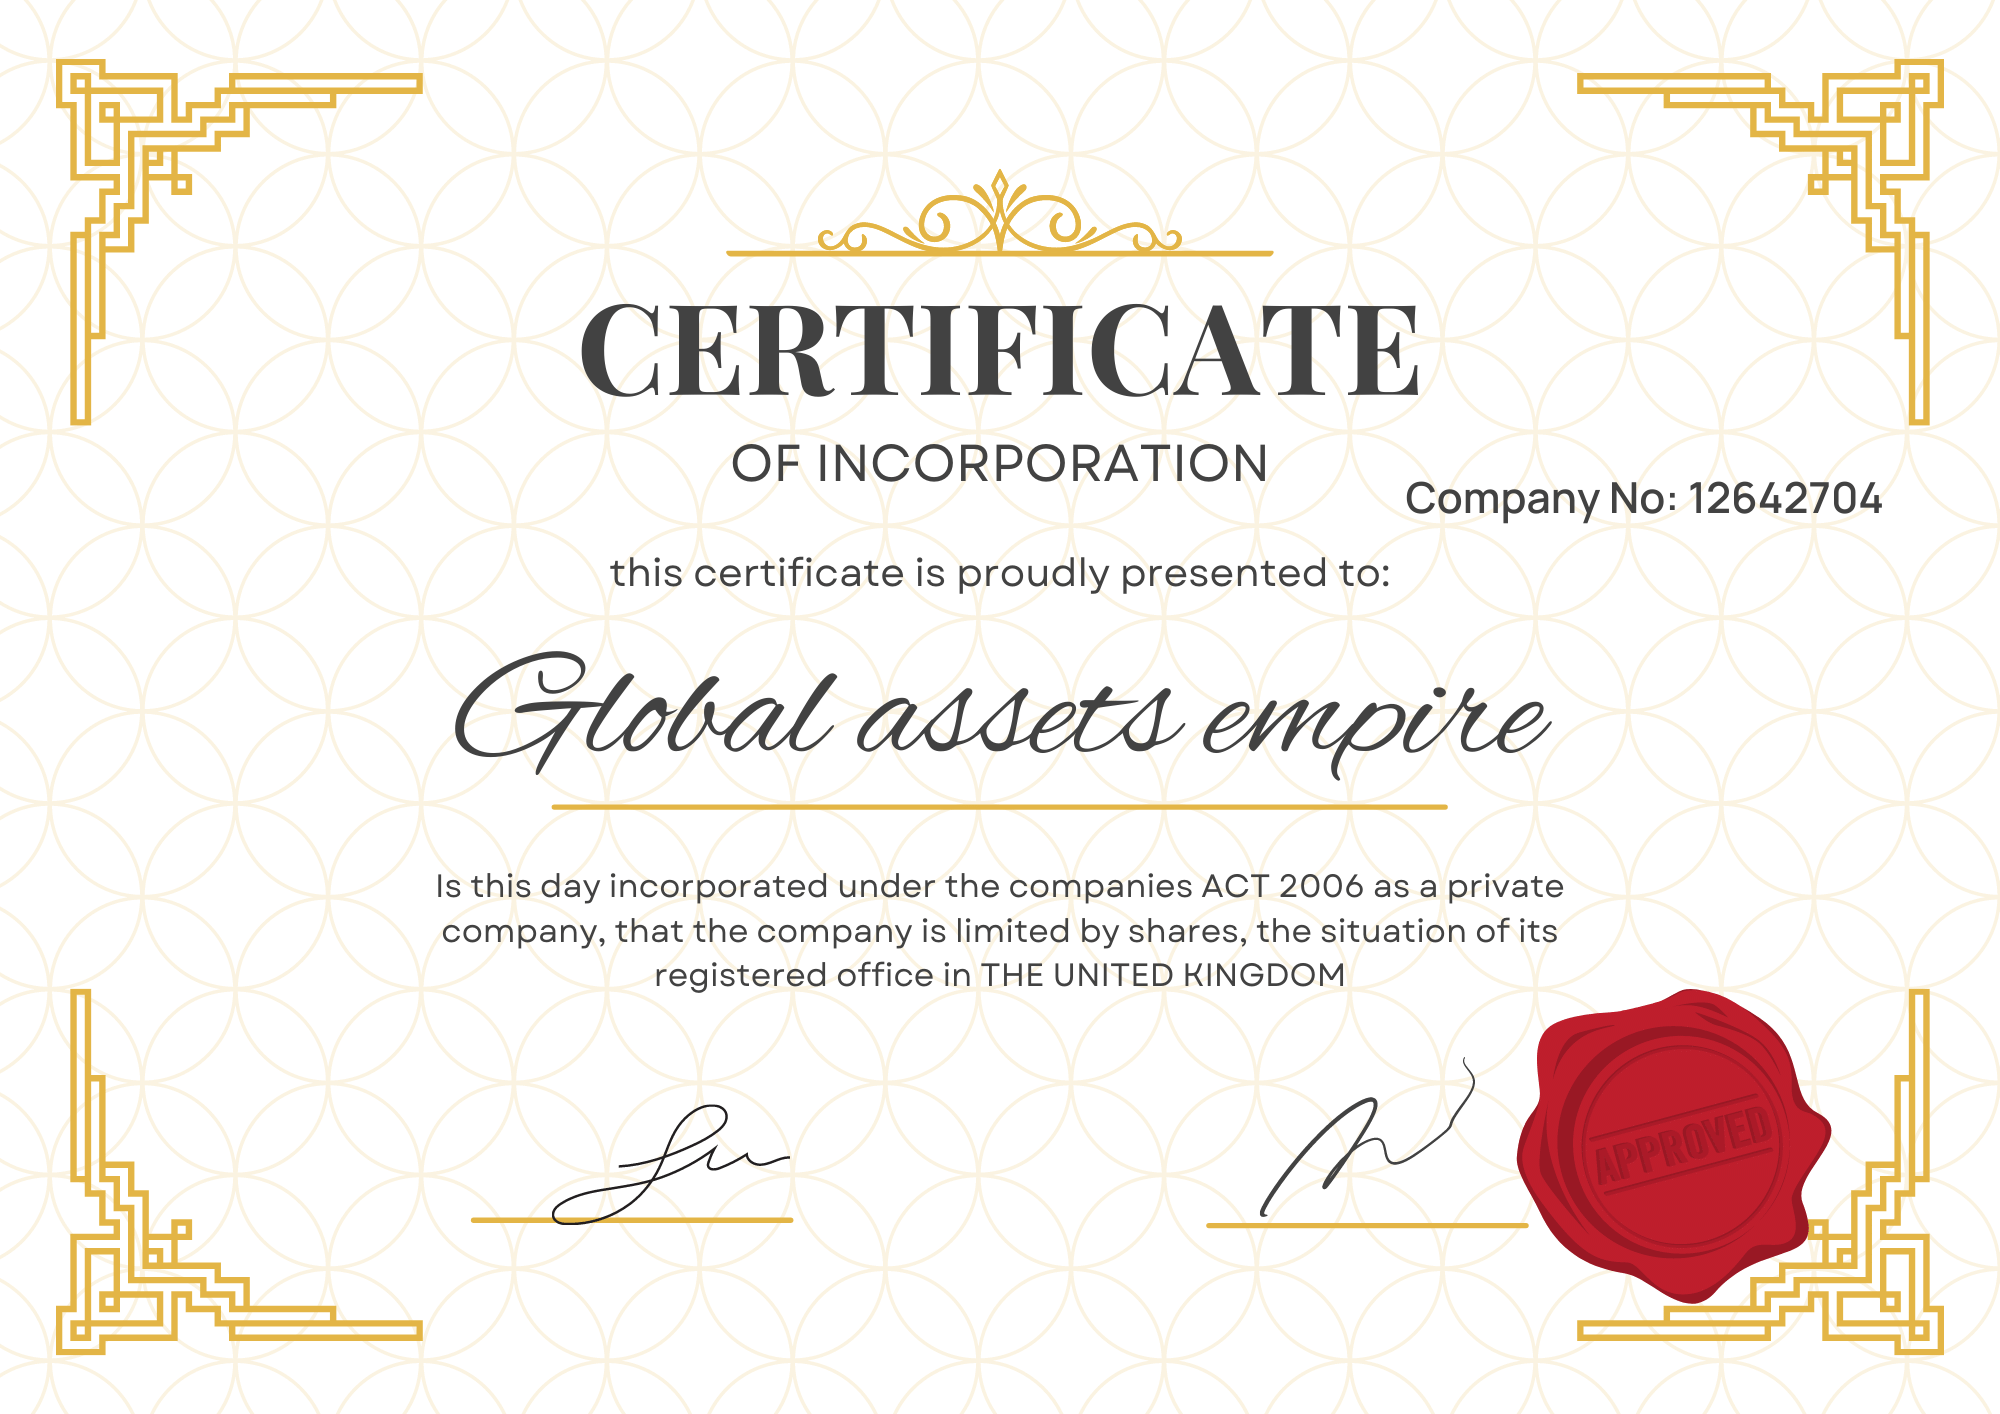 CERTIFICATE
OF INCORPORATION
Company No: 12642704
this certificate is proudly presented to:
Global assets empire
Is this day incorporated under the companies ACT 2006 as a private
company, that the company is limited by shares, the situation of its
registered office in THE UNITED KINGDOM
APPROVED